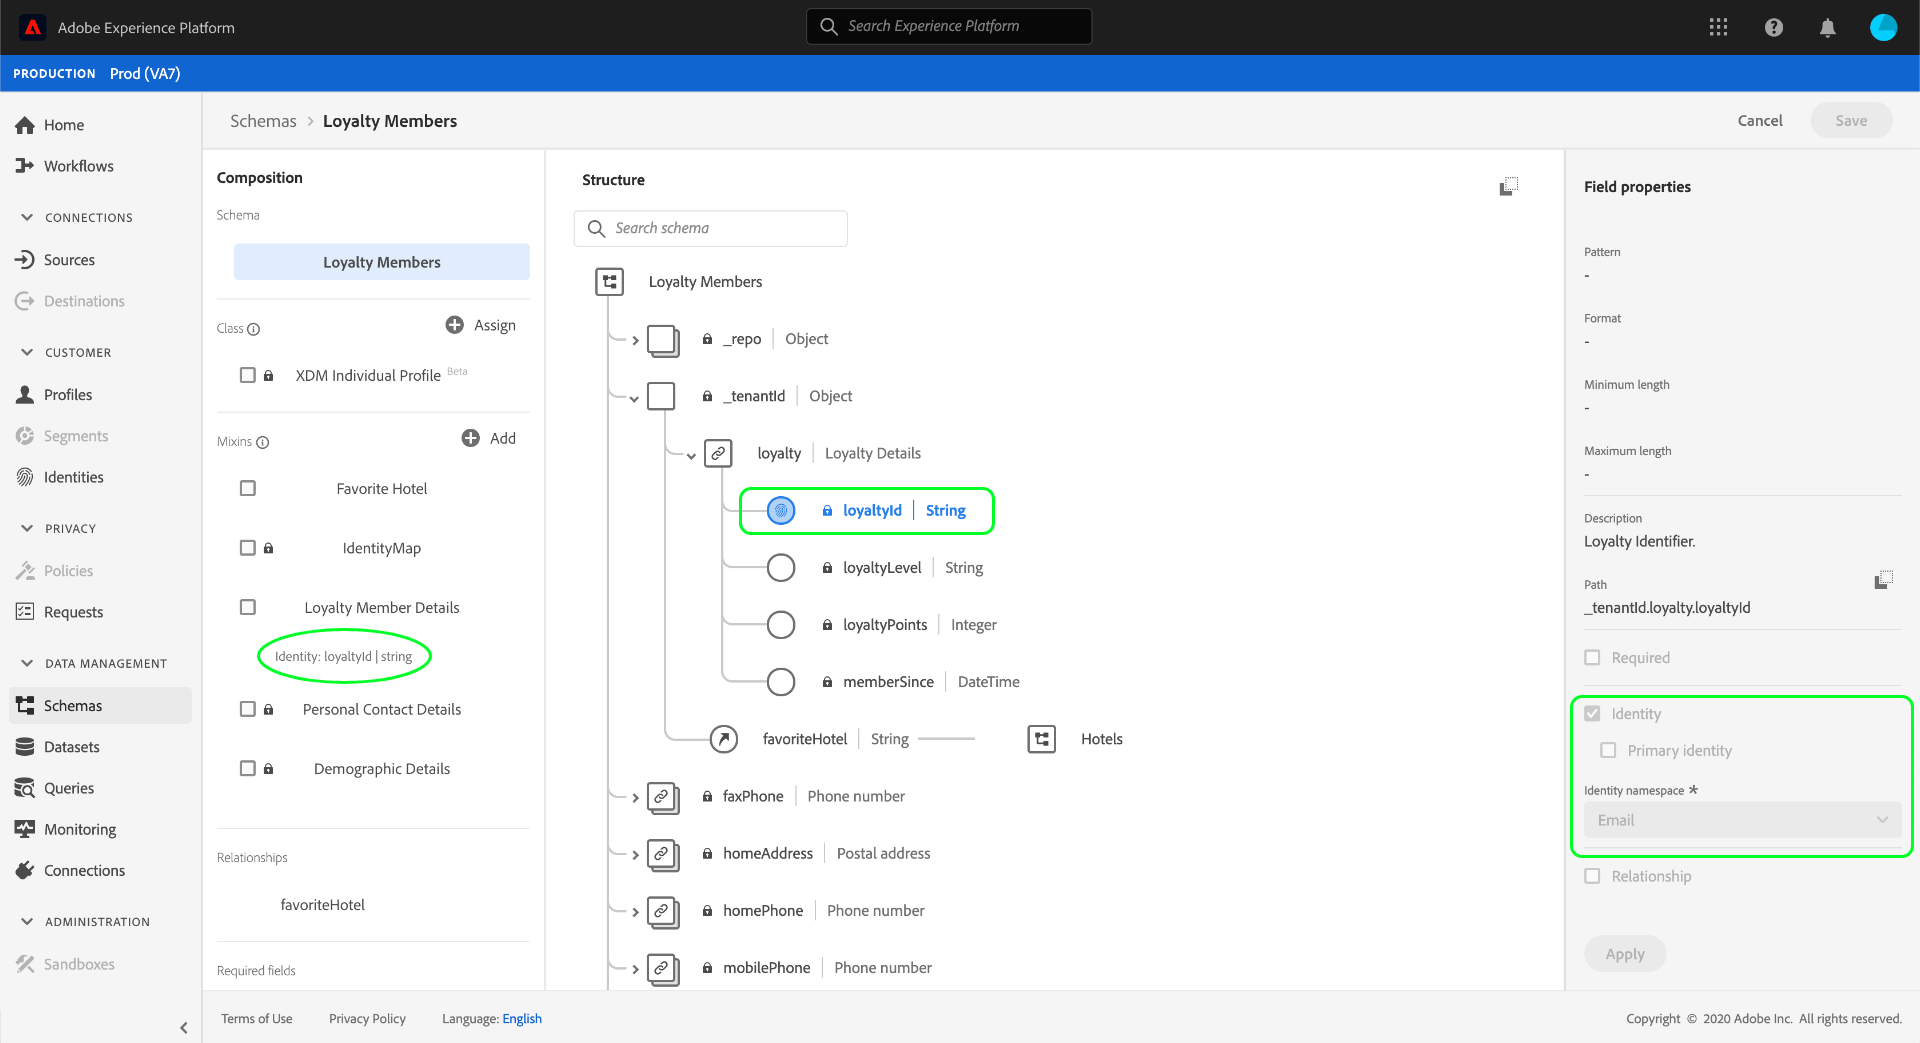 Adobe Experience Platform
Search Experience Platform
PRODUCTION Prod (VA7)
Home
Workflows
CONNECTIONS
Sources
Destinations
CUSTOMER
Profiles
Segments
Identities
PRIVACY
Policies
Requests
DATA MANAGEMENT
Schemas
Datasets
Queries
Monitoring
Connections
ADMINISTRATION
Sandboxes
Schemas > Loyalty Members
Cancel
Save
Composition
Schema
Loyalty Members
Class
Assign
XDM Individual Profile Beta
Mixins
Add
Favorite Hotel
IdentityMap
Loyalty Member Details
Identity: loyaltyId | string
Personal Contact Details
Demographic Details
Relationships
favoriteHotel
Required fields
Structure
Search schema
Loyalty Members
_repo | Object
_tenantId | Object
loyalty | Loyalty Details
loyaltyId | String
loyaltyLevel | String
loyaltyPoints | Integer
memberSince | DateTime
favoriteHotel | String Hotels
faxPhone | Phone number
homeAddress | Postal address
homePhone | Phone number
mobilePhone | Phone number
Field properties
Pattern
-
Format
-
Minimum length
-
Maximum length
-
Description
Loyalty Identifier.
Path
_tenantId.loyalty.loyaltyId
Required
Identity
Primary identity
Identity namespace *
Email
Relationship
Apply
Terms of Use Privacy Policy Language: English
Copyright © 2020 Adobe Inc. All rights reserved.